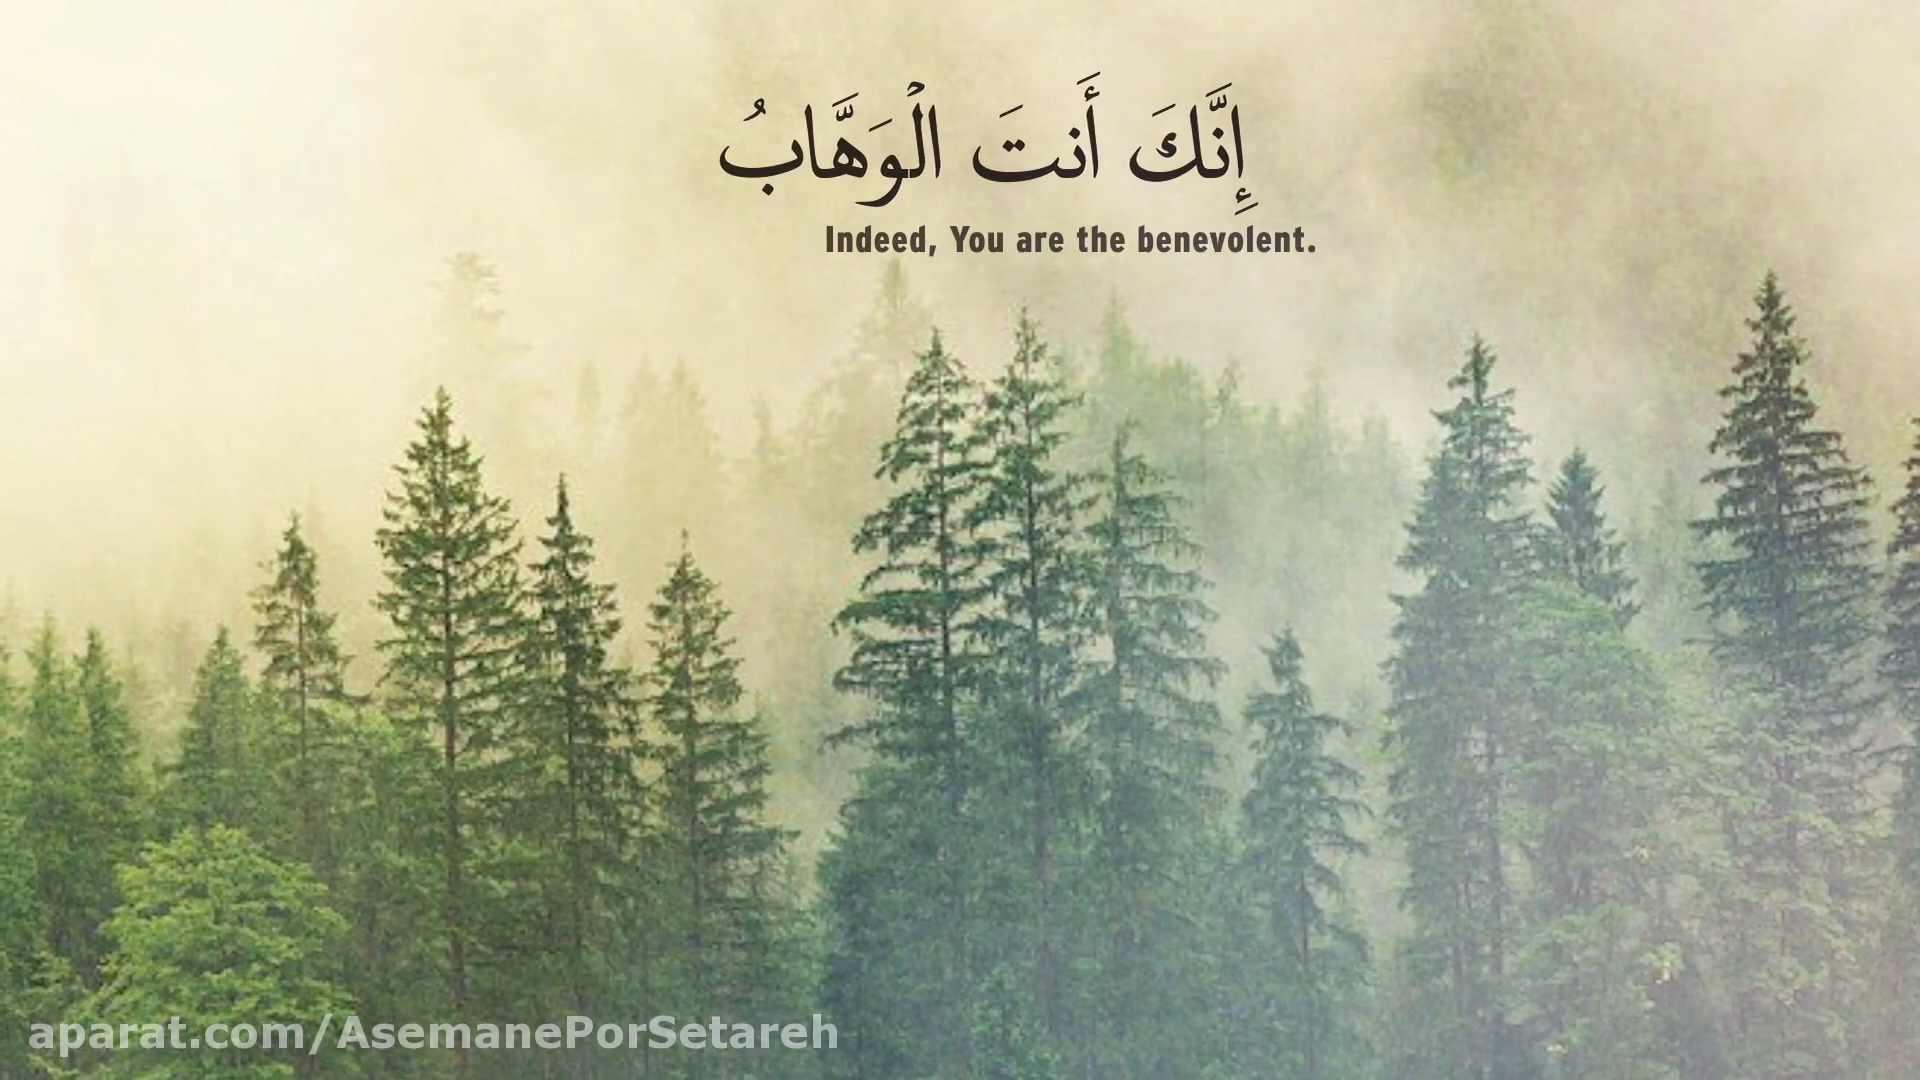 إِنَّكَ أَنتَ الْوَهَّابُ
Indeed, You are the benevolent.
aparat.com/AsemanePorSetareh